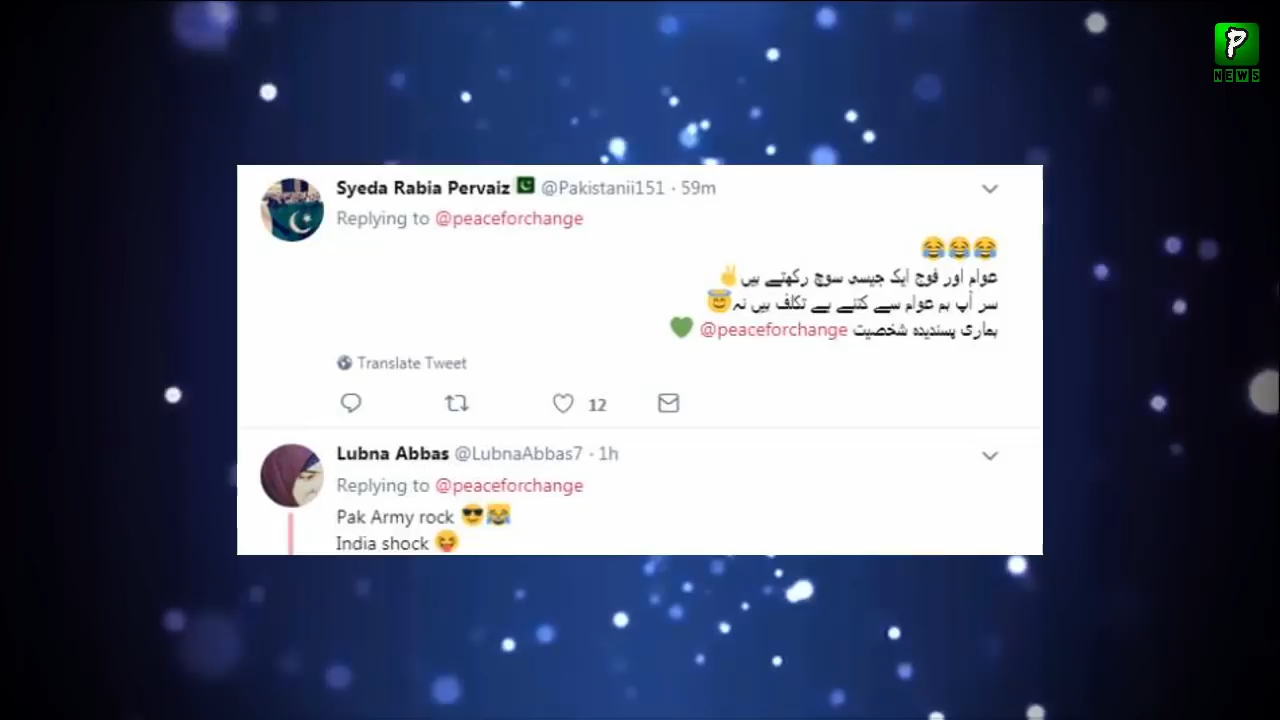 P
NEWS
Syeda Rabia Pervaiz 🇵🇰 @Pakistanii151 · 59m
Replying to @peaceforchange
😂😂😂
عوام اور فوج ایک جیسی سوچ رکھتے ہیں✌
سر آپ ہم عوام سے کتنے بے تکلف ہیں نہ😇
ہماری پسندیدہ شخصیت @peaceforchange 💚
Translate Tweet
12
Lubna Abbas @LubnaAbbas7 · 1h
Replying to @peaceforchange
Pak Army rock 😎😹
India shock 😝